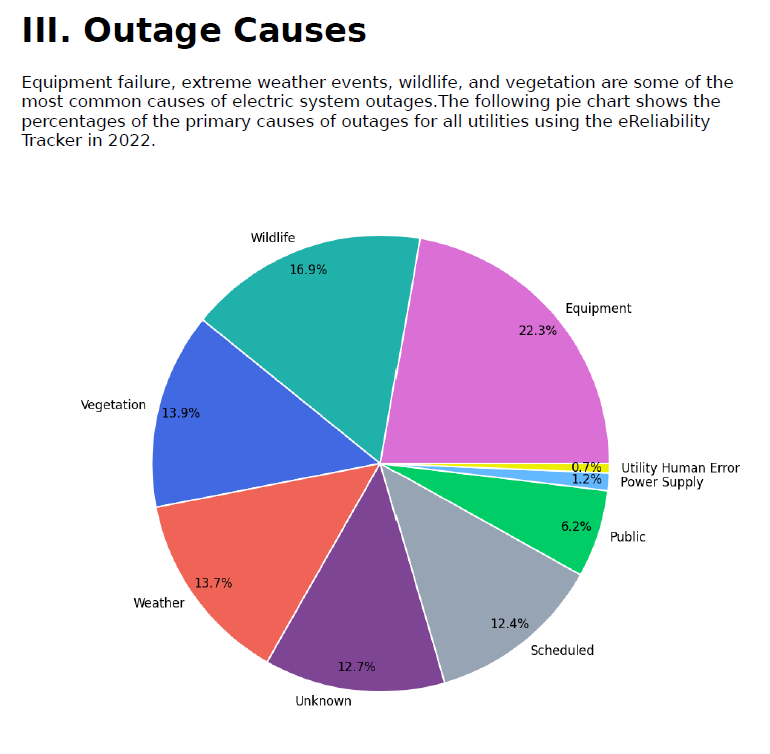 III. Outage Causes
Equipment failure, extreme weather events, wildlife, and vegetation are some of the
most common causes of electric system outages.The following pie chart shows the
percentages of the primary causes of outages for all utilities using the eReliability
Tracker in 2022.
Wildlife
16.9%
Equipment
22.3%
Vegetation
13.9%
0.7%
Utility Human Error
1.2%
Power Supply
6.2%
Public
13.7%
Weather
12.4%
Scheduled
12.7%
Unknown